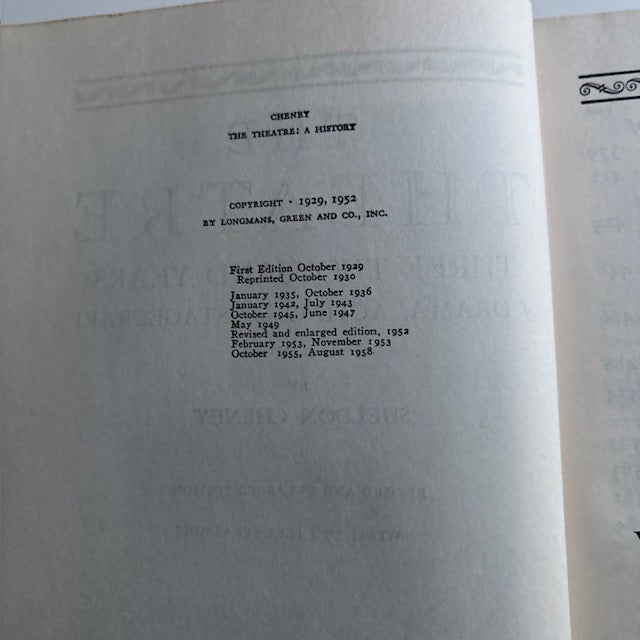 CHENEY
THE THEATRE: A HISTORY
COPYRIGHT · 1929, 1952
BY LONGMANS, GREEN AND CO., INC.
First Edition October 1929
Reprinted October 1930
January 1935, October 1936
January 1942, July 1943
October 1945, June 1947
May 1949
Revised and enlarged edition, 1952
February 1953, November 1953
October 1955, August 1958